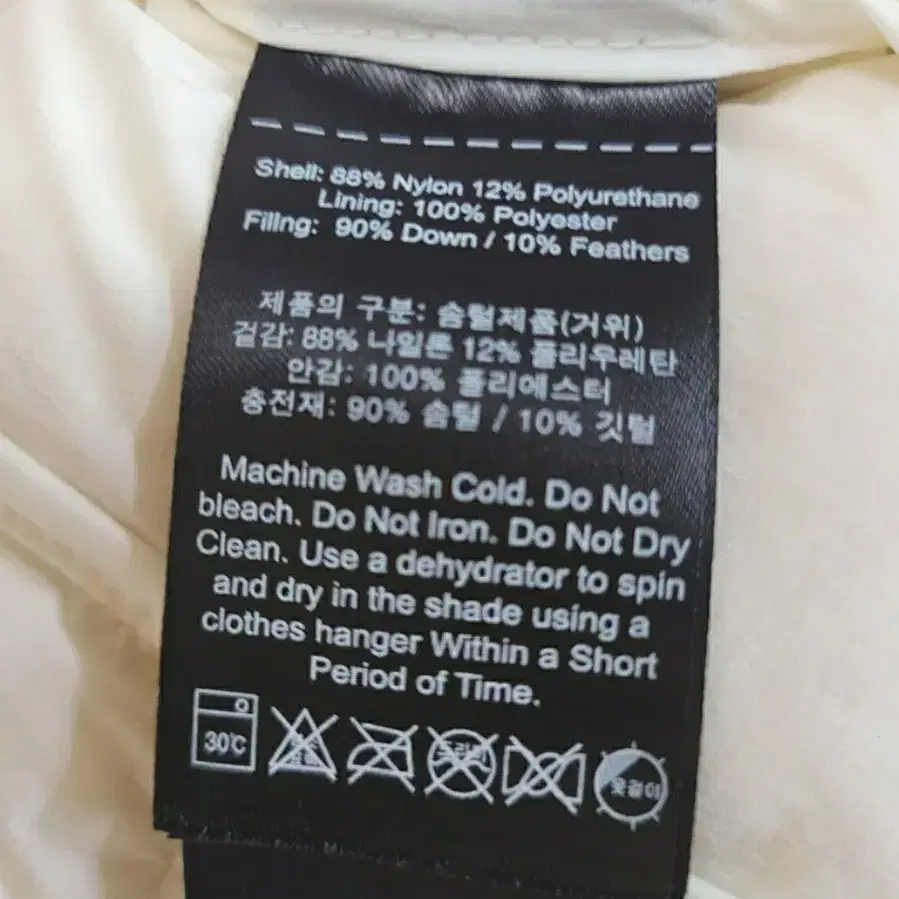 Shell: 88% Nylon 12% Polyurethane
Lining: 100% Polyester
Filling: 90% Down / 10% Feathers
제품의 구분: 솜털제품(거위)
겉감: 88% 나일론 12% 폴리우레탄
안감: 100% 폴리에스터
충전재: 90% 솜털 / 10% 깃털
Machine Wash Cold. Do Not
bleach. Do Not Iron. Do Not Dry
Clean. Use a dehydrator to spin
and dry in the shade using a
clothes hanger Within a Short
Period of Time.
30℃ 드라이 옷걸이